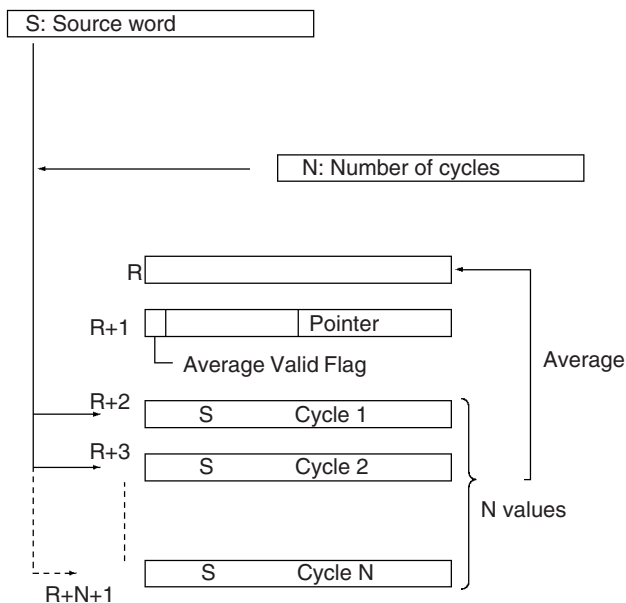 S: Source word
N: Number of cycles
R
R+1 Pointer
Average Valid Flag
Average
R+2 S Cycle 1
R+3 S Cycle 2
N values
S Cycle N
R+N+1